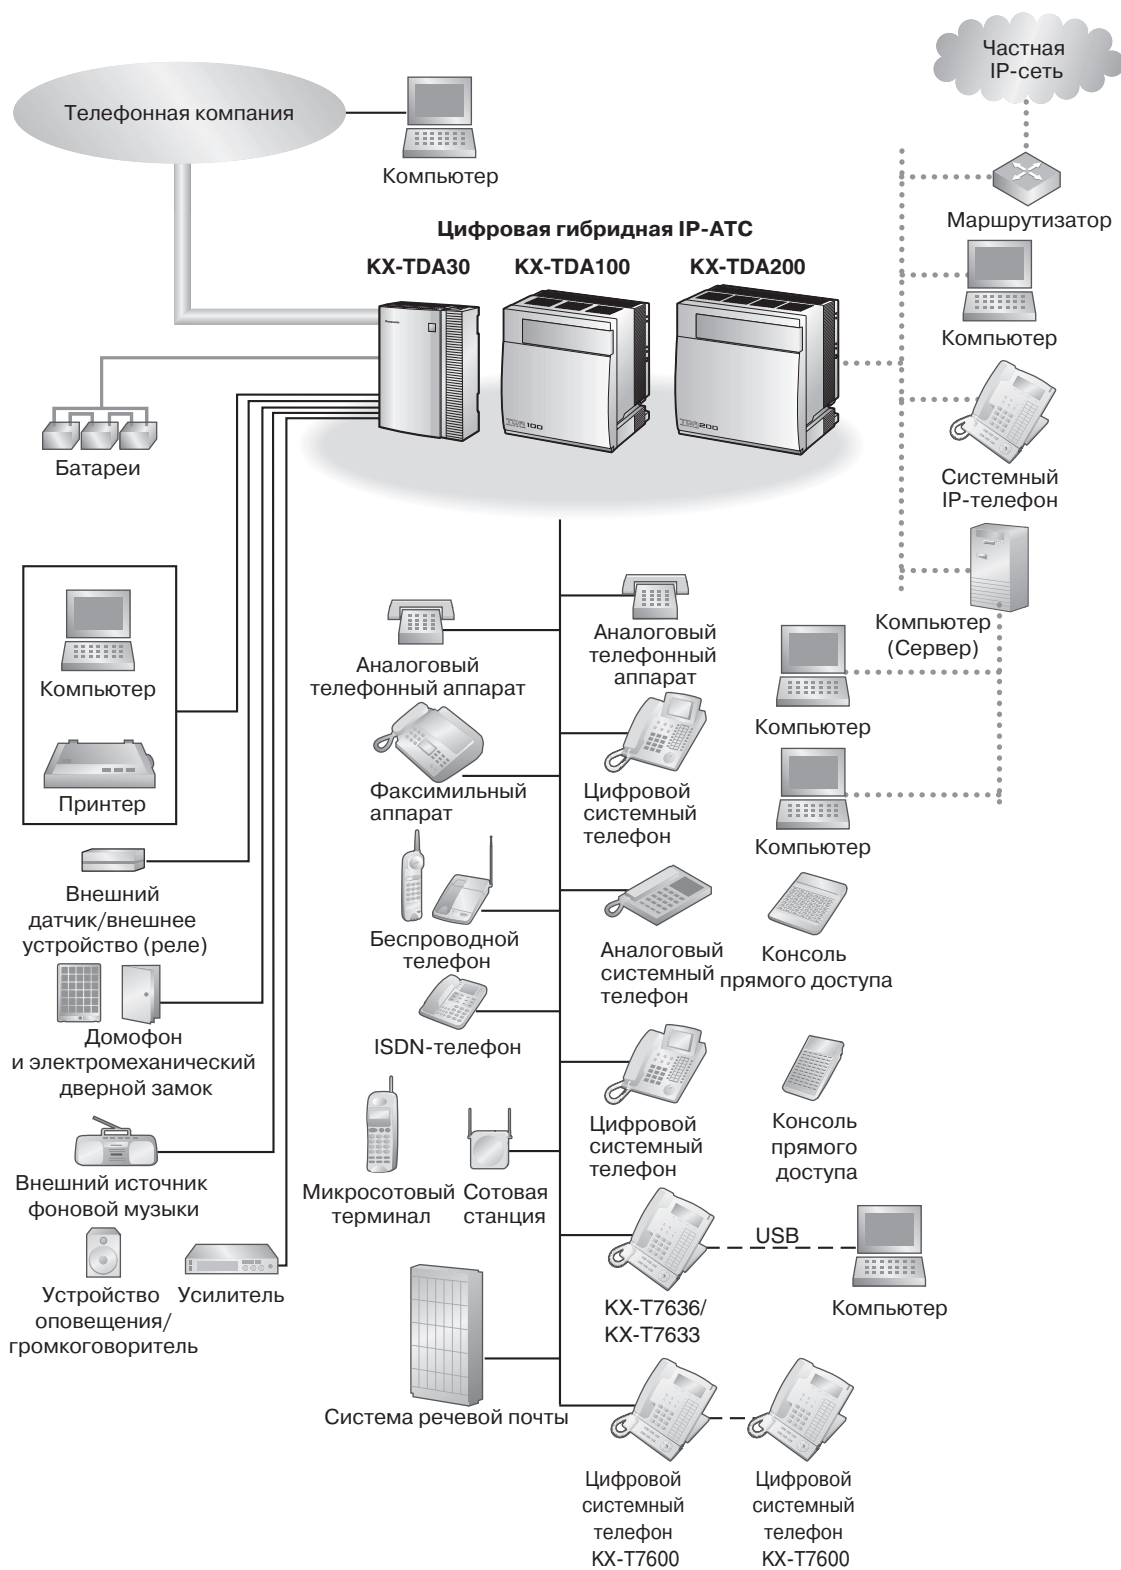 Частная
IP-сеть
Телефонная компания
Компьютер
Маршрутизатор
Цифровая гибридная IP-АТС
KX-TDA30
KX-TDA100
KX-TDA200
Компьютер
Батареи
TDA 100
TDA 200
Системный
IP-телефон
Компьютер
(Сервер)
Компьютер
Принтер
Аналоговый
телефонный аппарат
Аналоговый
телефонный
аппарат
Компьютер
Факсимильный
аппарат
Цифровой
системный
телефон
Компьютер
Внешний
датчик/внешнее
устройство (реле)
Беспроводной
телефон
Аналоговый
системный
телефон
Консоль
прямого доступа
Домофон
и электромеханический
дверной замок
ISDN-телефон
Цифровой
системный
телефон
Консоль
прямого
доступа
Внешний источник
фоновой музыки
Микросотовый
терминал
Сотовая
станция
USB
Устройство
оповещения/
громкоговоритель
Усилитель
KX-T7636/
KX-T7633
Компьютер
Система речевой почты
Цифровой
системный
телефон
KX-T7600
Цифровой
системный
телефон
KX-T7600